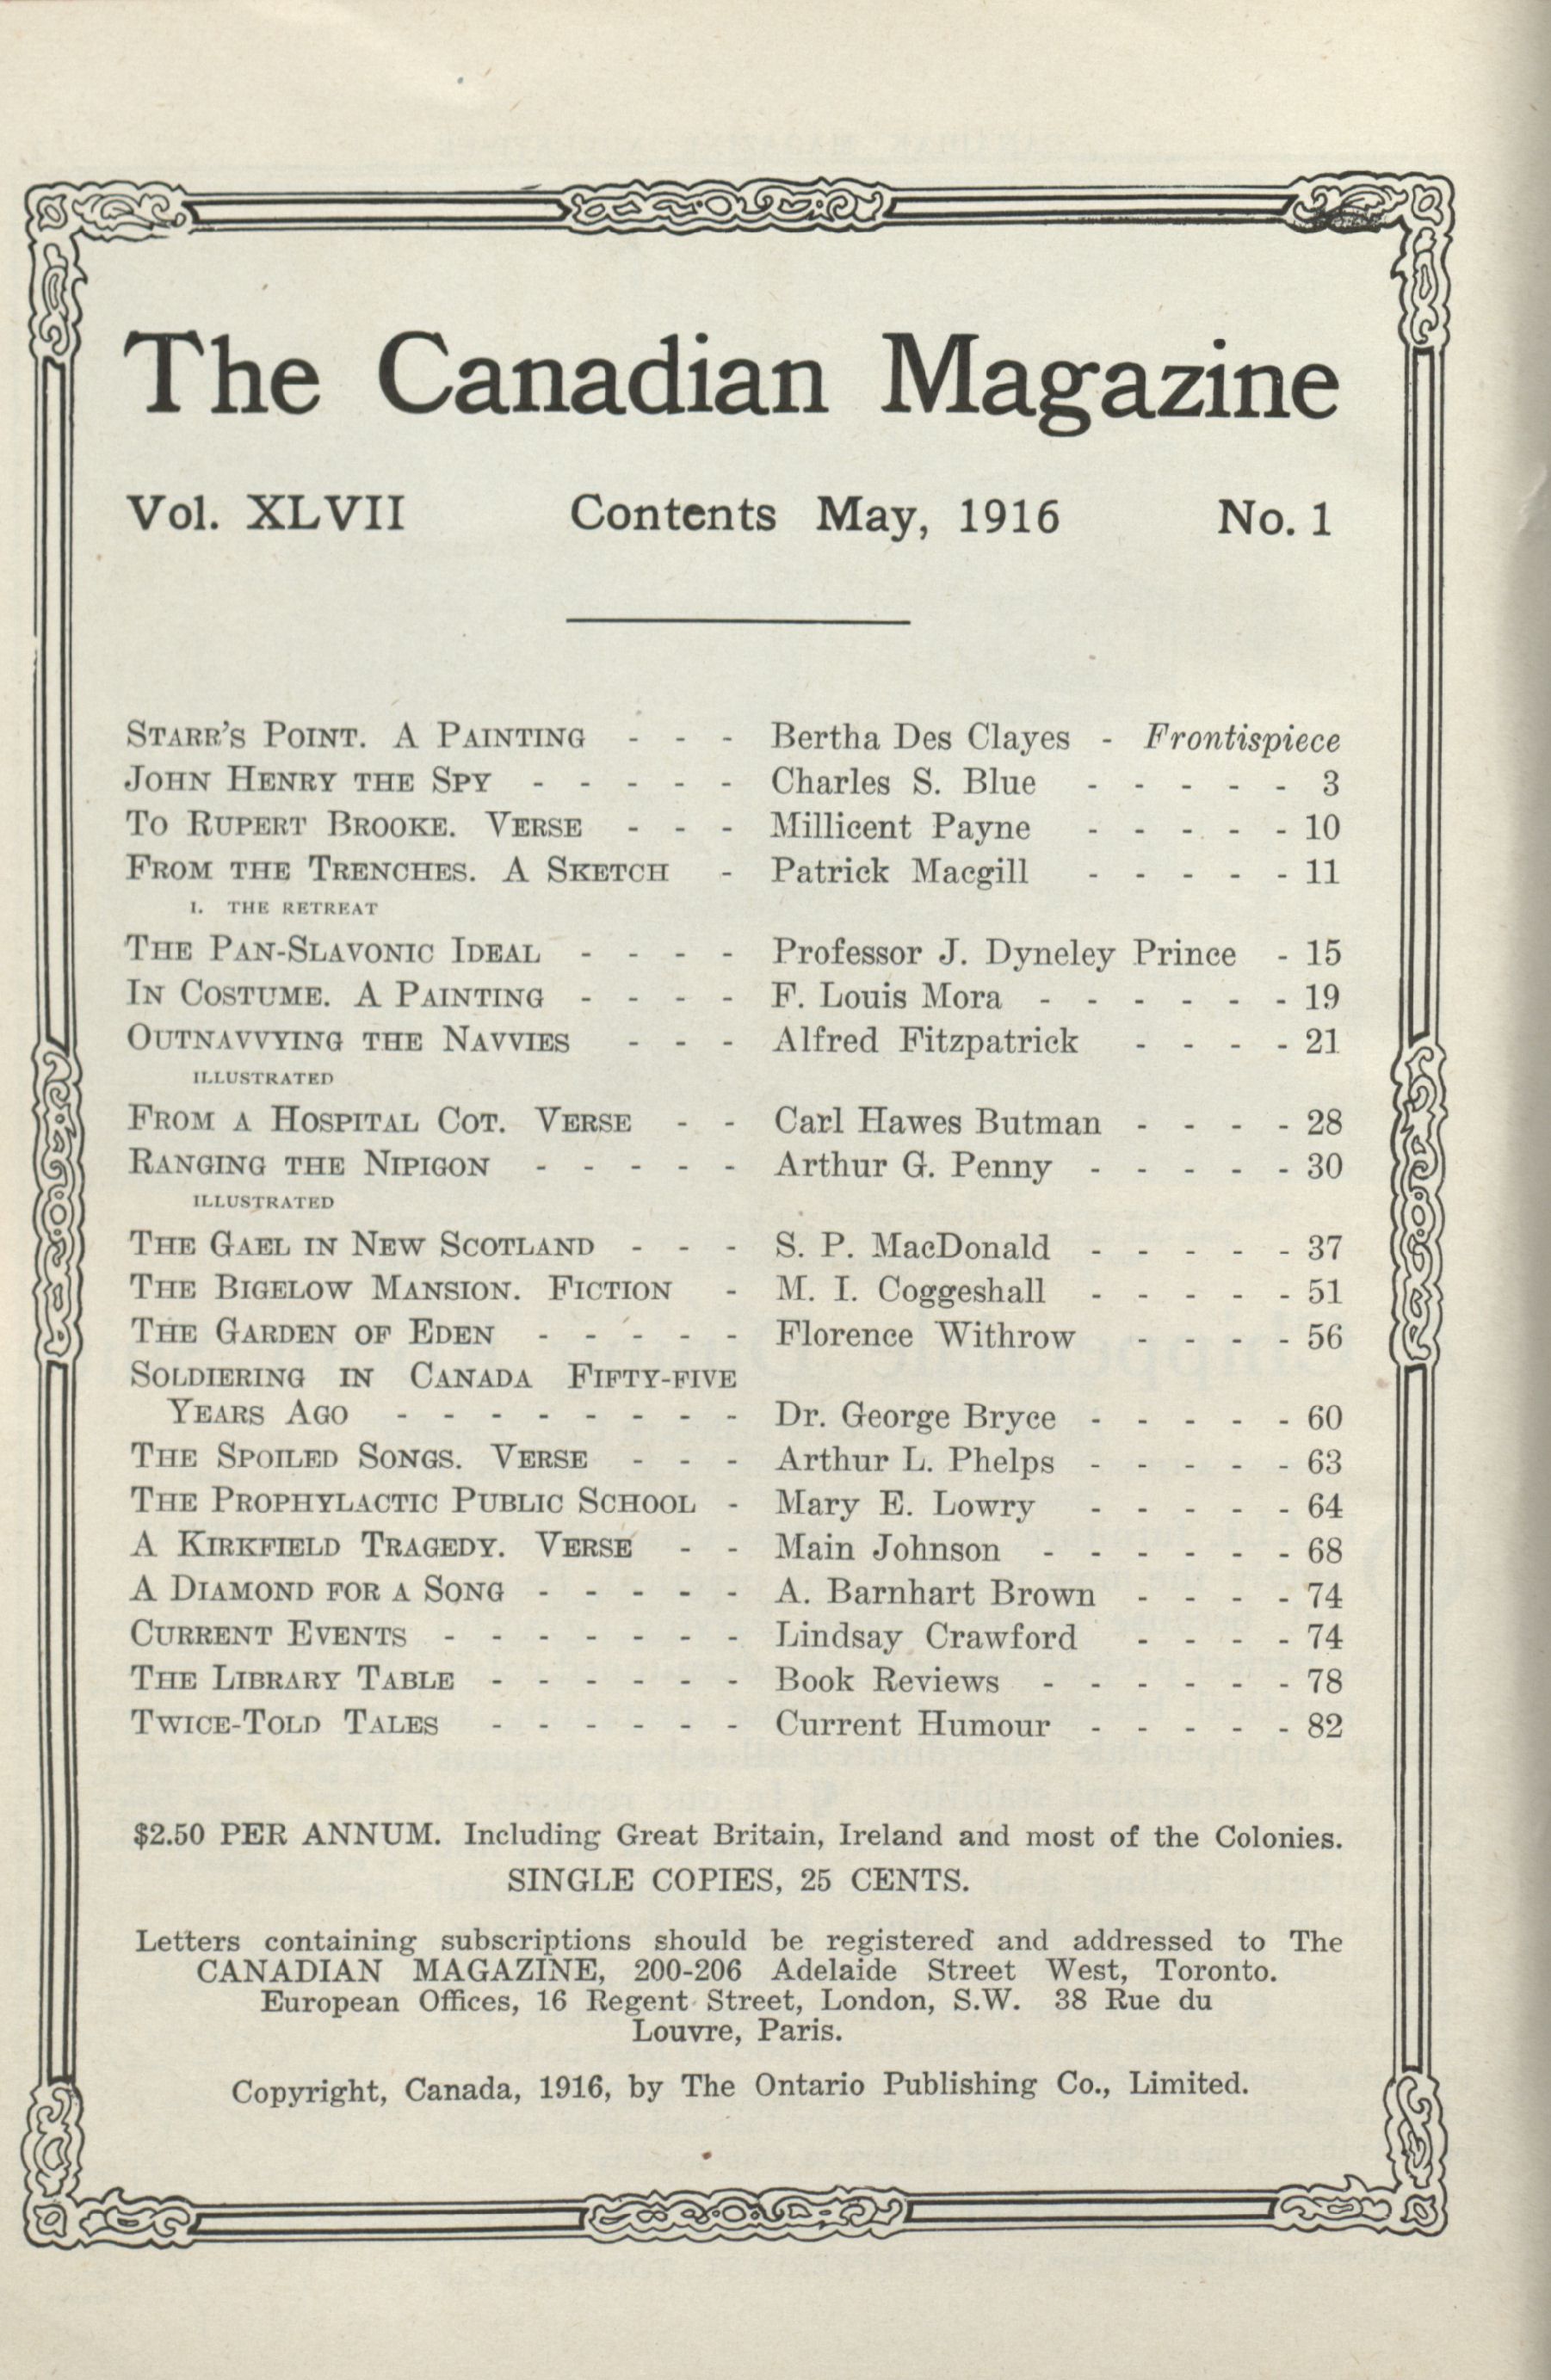 The Canadian Magazine
Vol. XLVII Contents May, 1916 No. 1
STARR'S POINT. A PAINTING - - - Bertha Des Clayes - Frontispiece
JOHN HENRY THE SPY - - - - - Charles S. Blue - - - - - 3
TO RUPERT BROOKE. VERSE - - - Millicent Payne - - - - - 10
FROM THE TRENCHES. A SKETCH - Patrick Macgill - - - - - 11
I. THE RETREAT
THE PAN-SLAVONIC IDEAL - - - - Professor J. Dyneley Prince - 15
IN COSTUME. A PAINTING - - - - F. Louis Mora - - - - - - 19
OUTNAVVYING THE NAVVIES - - - Alfred Fitzpatrick - - - - 21
ILLUSTRATED
FROM A HOSPITAL COT. VERSE - - Carl Hawes Butman - - - - 28
RANGING THE NIPIGON - - - - - Arthur G. Penny - - - - - 30
ILLUSTRATED
THE GAEL IN NEW SCOTLAND - - - S. P. MacDonald - - - - - 37
THE BIGELOW MANSION. FICTION - M. I. Coggeshall - - - - - 51
THE GARDEN OF EDEN - - - - - Florence Withrow - - - - 56
SOLDIERING IN CANADA FIFTY-FIVE
YEARS AGO - - - - - - - - Dr. George Bryce - - - - - 60
THE SPOILED SONGS. VERSE - - - Arthur L. Phelps - - - - - 63
THE PROPHYLACTIC PUBLIC SCHOOL - Mary E. Lowry - - - - - 64
A KIRKFIELD TRAGEDY. VERSE - - Main Johnson - - - - - - 68
A DIAMOND FOR A SONG - - - - - A. Barnhart Brown - - - - 74
CURRENT EVENTS - - - - - - - Lindsay Crawford - - - - 74
THE LIBRARY TABLE - - - - - - Book Reviews - - - - - - 78
TWICE-TOLD TALES - - - - - - Current Humour - - - - - 82
$2.50 PER ANNUM. Including Great Britain, Ireland and most of the Colonies.
SINGLE COPIES, 25 CENTS.
Letters containing subscriptions should be registered and addressed to The
CANADIAN MAGAZINE, 200-206 Adelaide Street West, Toronto.
European Offices, 16 Regent Street, London, S.W. 38 Rue du
Louvre, Paris.
Copyright, Canada, 1916, by The Ontario Publishing Co., Limited.